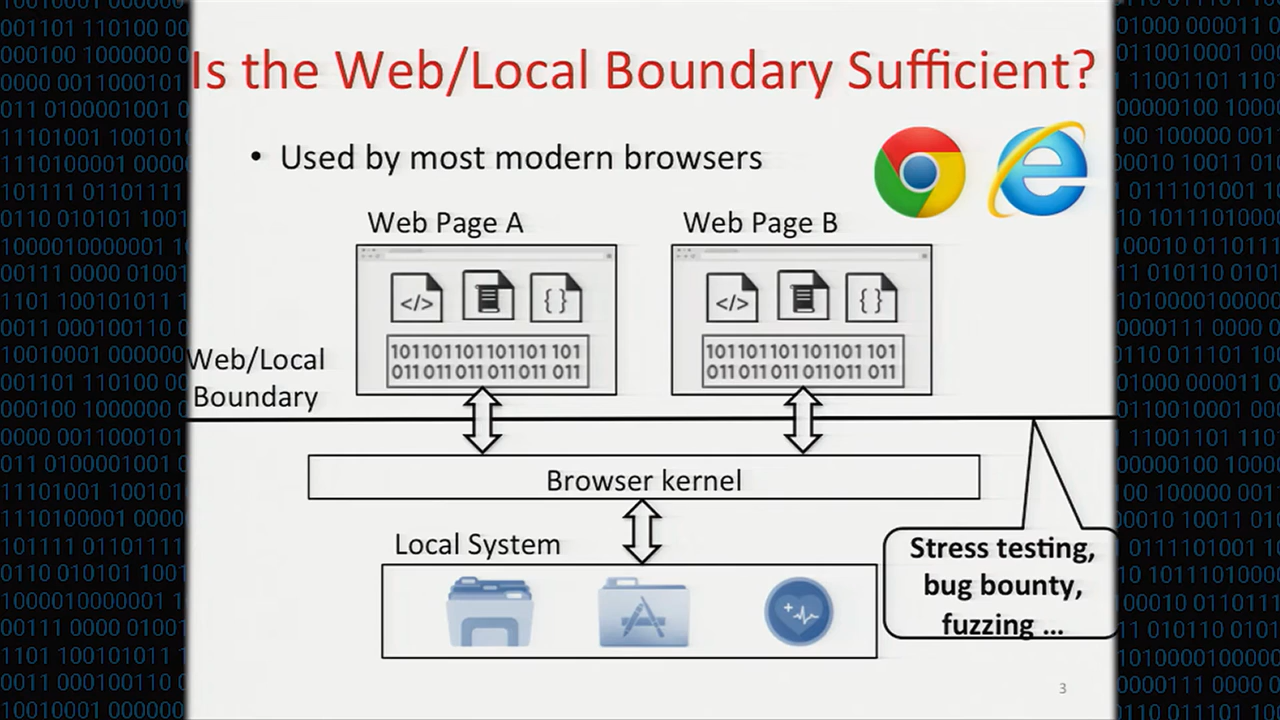 Is the Web/Local Boundary Sufficient?
• Used by most modern browsers
Web Page A
Web Page B
</>
{ }
</>
{ }
101101101101101 101
011 011 011 011 011 011
101101101101101 101
011 011 011 011 011 011
Web/Local
Boundary
Browser kernel
Local System
Stress testing,
bug bounty,
fuzzing ...
3